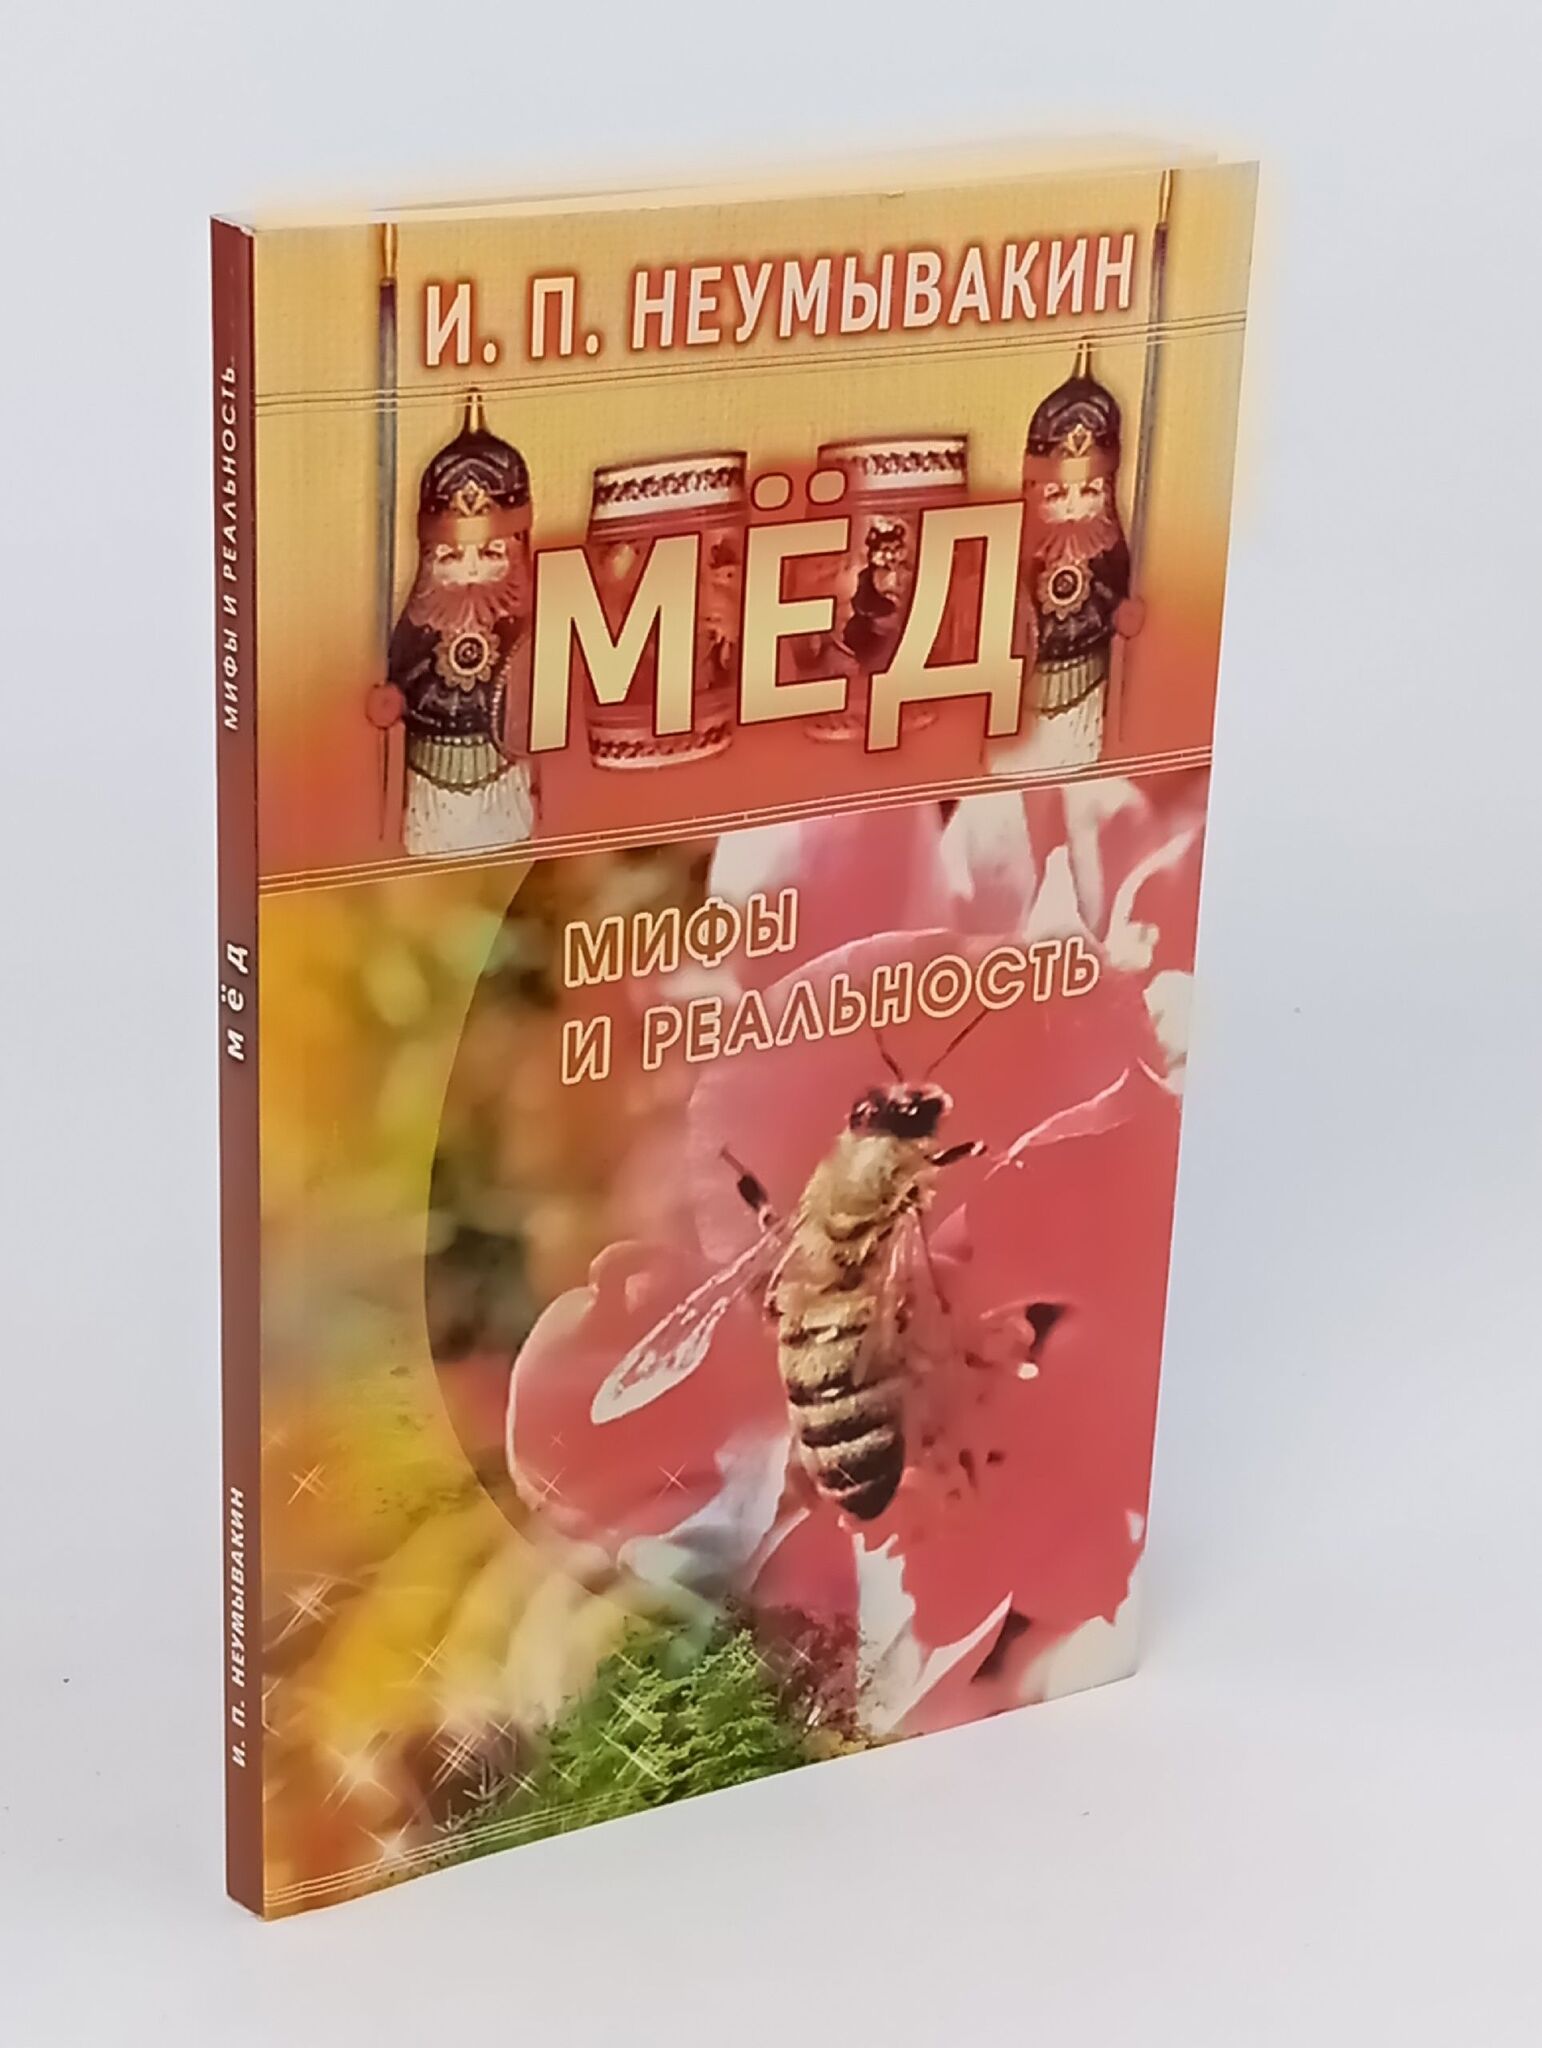 И. П. НЕУМЫВАКИН
МЁД
МИФЫ
И РЕАЛЬНОСТЬ
И. П. НЕУМЫВАКИН МЁД МИФЫ И РЕАЛЬНОСТЬ